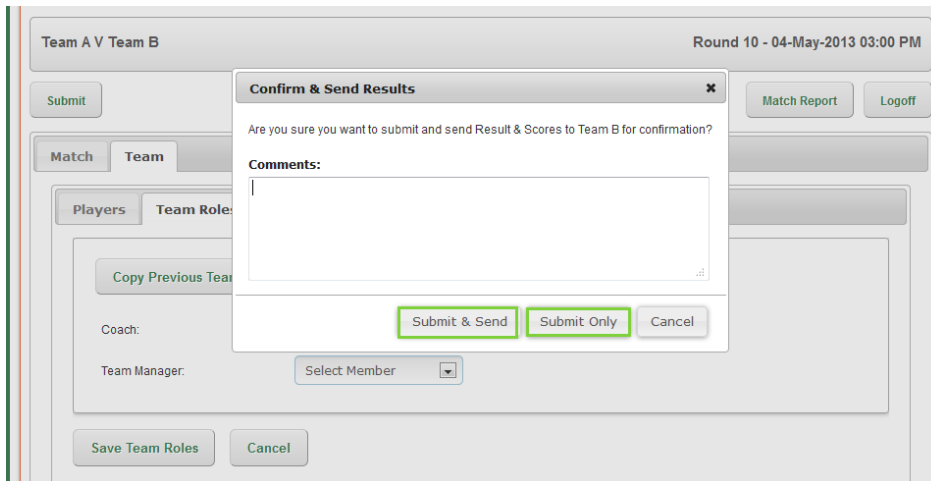 Team A V Team B Round 10 - 04-May-2013 03:00 PM
Submit Match Report Logoff
Confirm & Send Results
Are you sure you want to submit and send Result & Scores to Team B for confirmation?
Comments:
Submit & Send Submit Only Cancel
Match Team
Players Team Roles
Copy Previous Tea
Coach:
Team Manager: Select Member
Save Team Roles Cancel